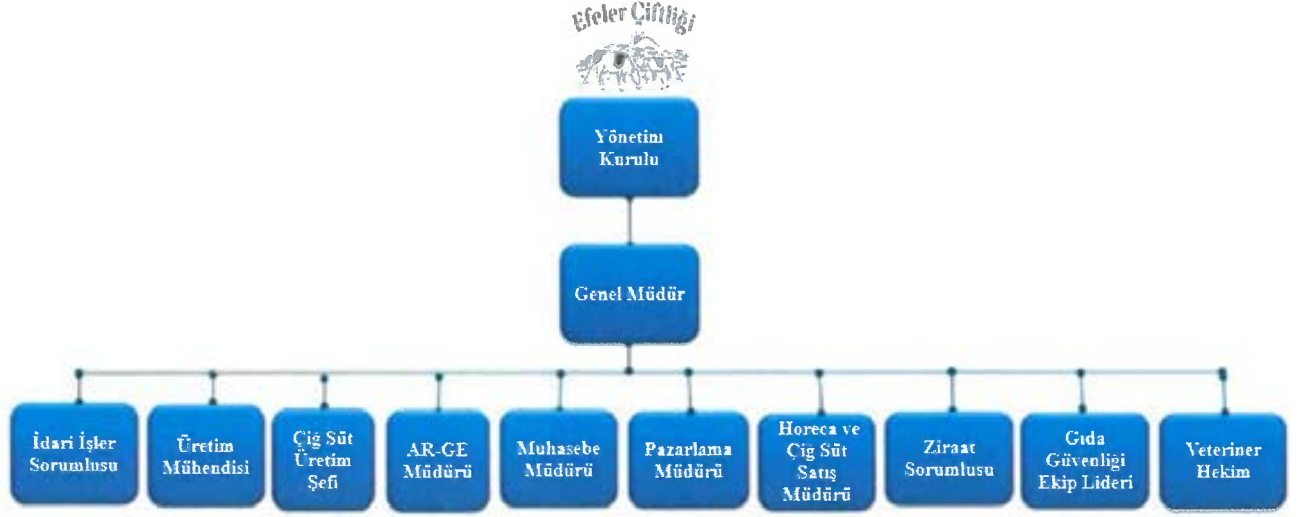 Efeler Çiftliği
Yönetim
Kurulu
Genel Müdür
İdari İşler
Sorumlusu
Üretim
Mühendisi
Çiğ Süt
Üretim
Şefi
AR-GE
Müdürü
Muhasebe
Müdürü
Pazarlama
Müdürü
Horeca ve
Çiğ Süt
Satış
Müdürü
Ziraat
Sorumlusu
Gıda
Güvenliği
Ekip Lideri
Veteriner
Hekim